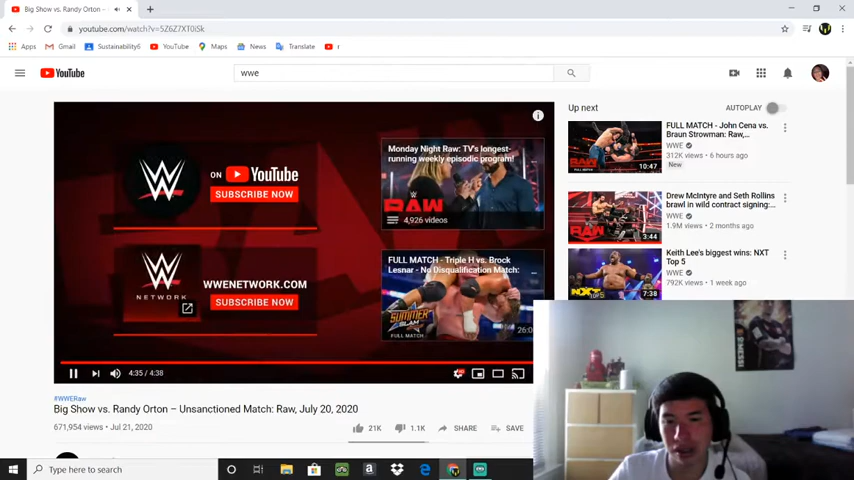 Big Show vs. Randy Orton –
youtube.com/watch?v=5Z6Z7XT0iSk
Apps
Gmail
Sustainability6
YouTube
Maps
News
Translate
r
YouTube
wwe
Up next
AUTOPLAY
ON YouTube
SUBSCRIBE NOW
NETWORK
WWENETWORK.COM
SUBSCRIBE NOW
Monday Night Raw: TV's longest-
running weekly episodic program!
RAW
4,926 videos
FULL MATCH - Triple H vs. Brock
Lesnar - No Disqualification Match:
SUMMER
SLAM
FULL MATCH
26:0
4:35 / 4:38
FULL MATCH - John Cena vs.
Braun Strowman: Raw,...
WWE
312K views • 6 hours ago
New
10:47
Drew McIntyre and Seth Rollins
brawl in wild contract signing:...
WWE
1.9M views • 2 months ago
3:44
Keith Lee's biggest wins: NXT
Top 5
WWE
792K views • 1 week ago
NXT
7:38
#WWERaw
Big Show vs. Randy Orton – Unsanctioned Match: Raw, July 20, 2020
671,954 views • Jul 21, 2020
21K
1.1K
SHARE
SAVE
MESSI
Type here to search